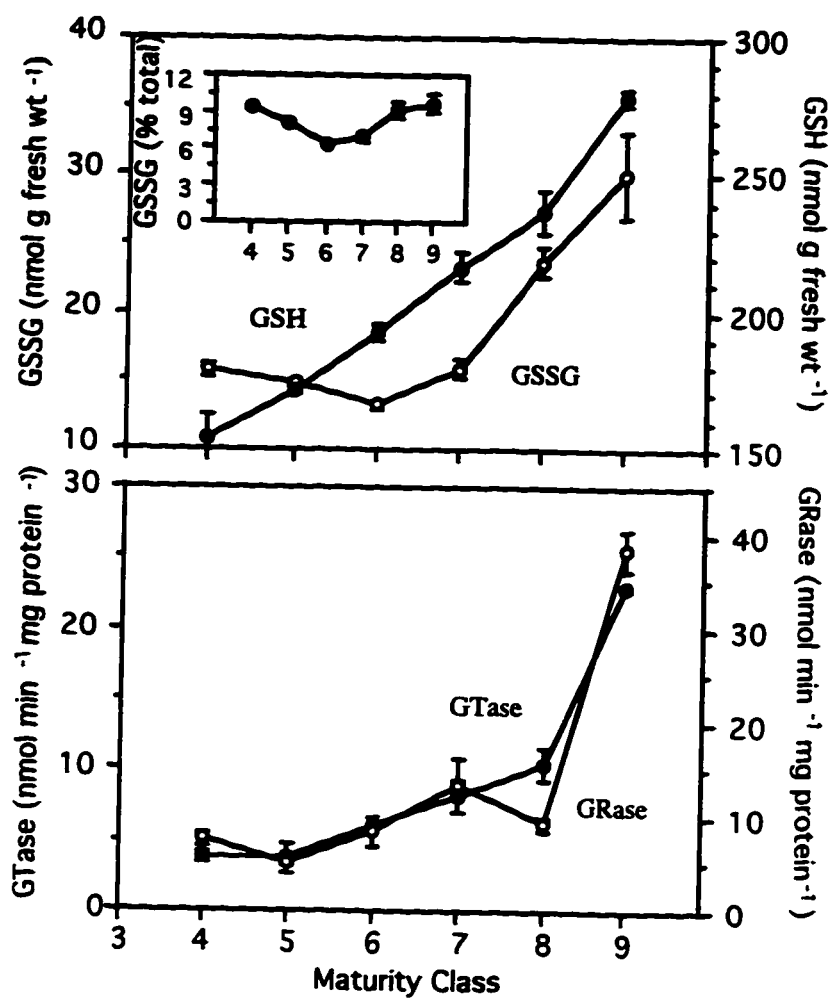 40
30
20
10
GSSG (nmol g fresh wt -1)
12
9
6
3
0
GSSG (% total)
4 5 6 7 8 9
GSH
GSSG
300
250
200
150
GSH (nmol g fresh wt -1)
30
20
10
0
GTase (nmol min -1 mg protein -1)
GTase
GRase
40
30
20
10
0
GRase (nmol min -1 mg protein -1)
3 4 5 6 7 8 9
Maturity Class